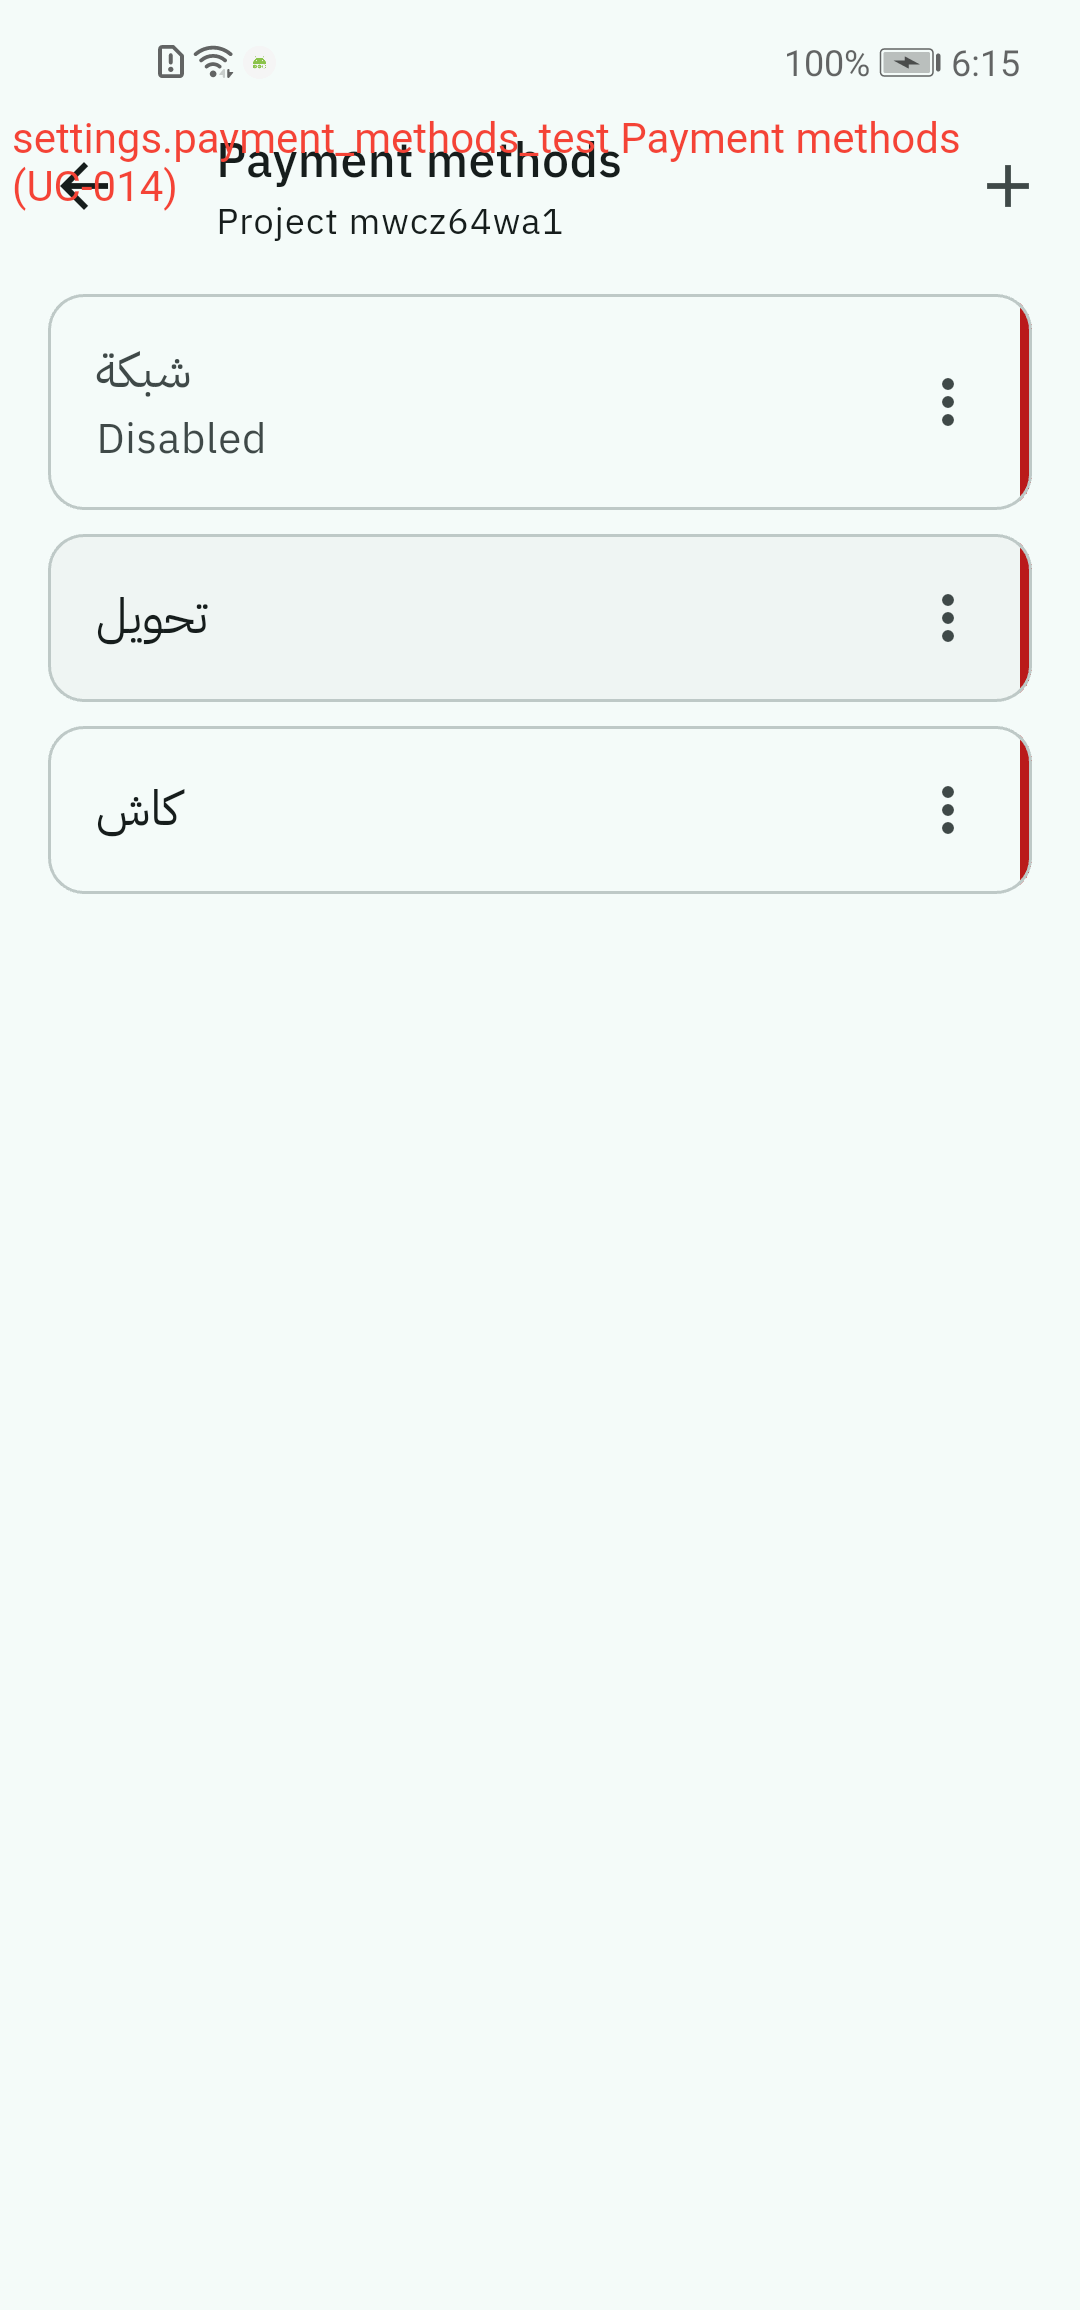 100% 6:15
settings.payment_methods_test Payment methods
(UC-014)
Payment methods
Project mwcz64wa1
شبكة
Disabled
تحويل
كاش